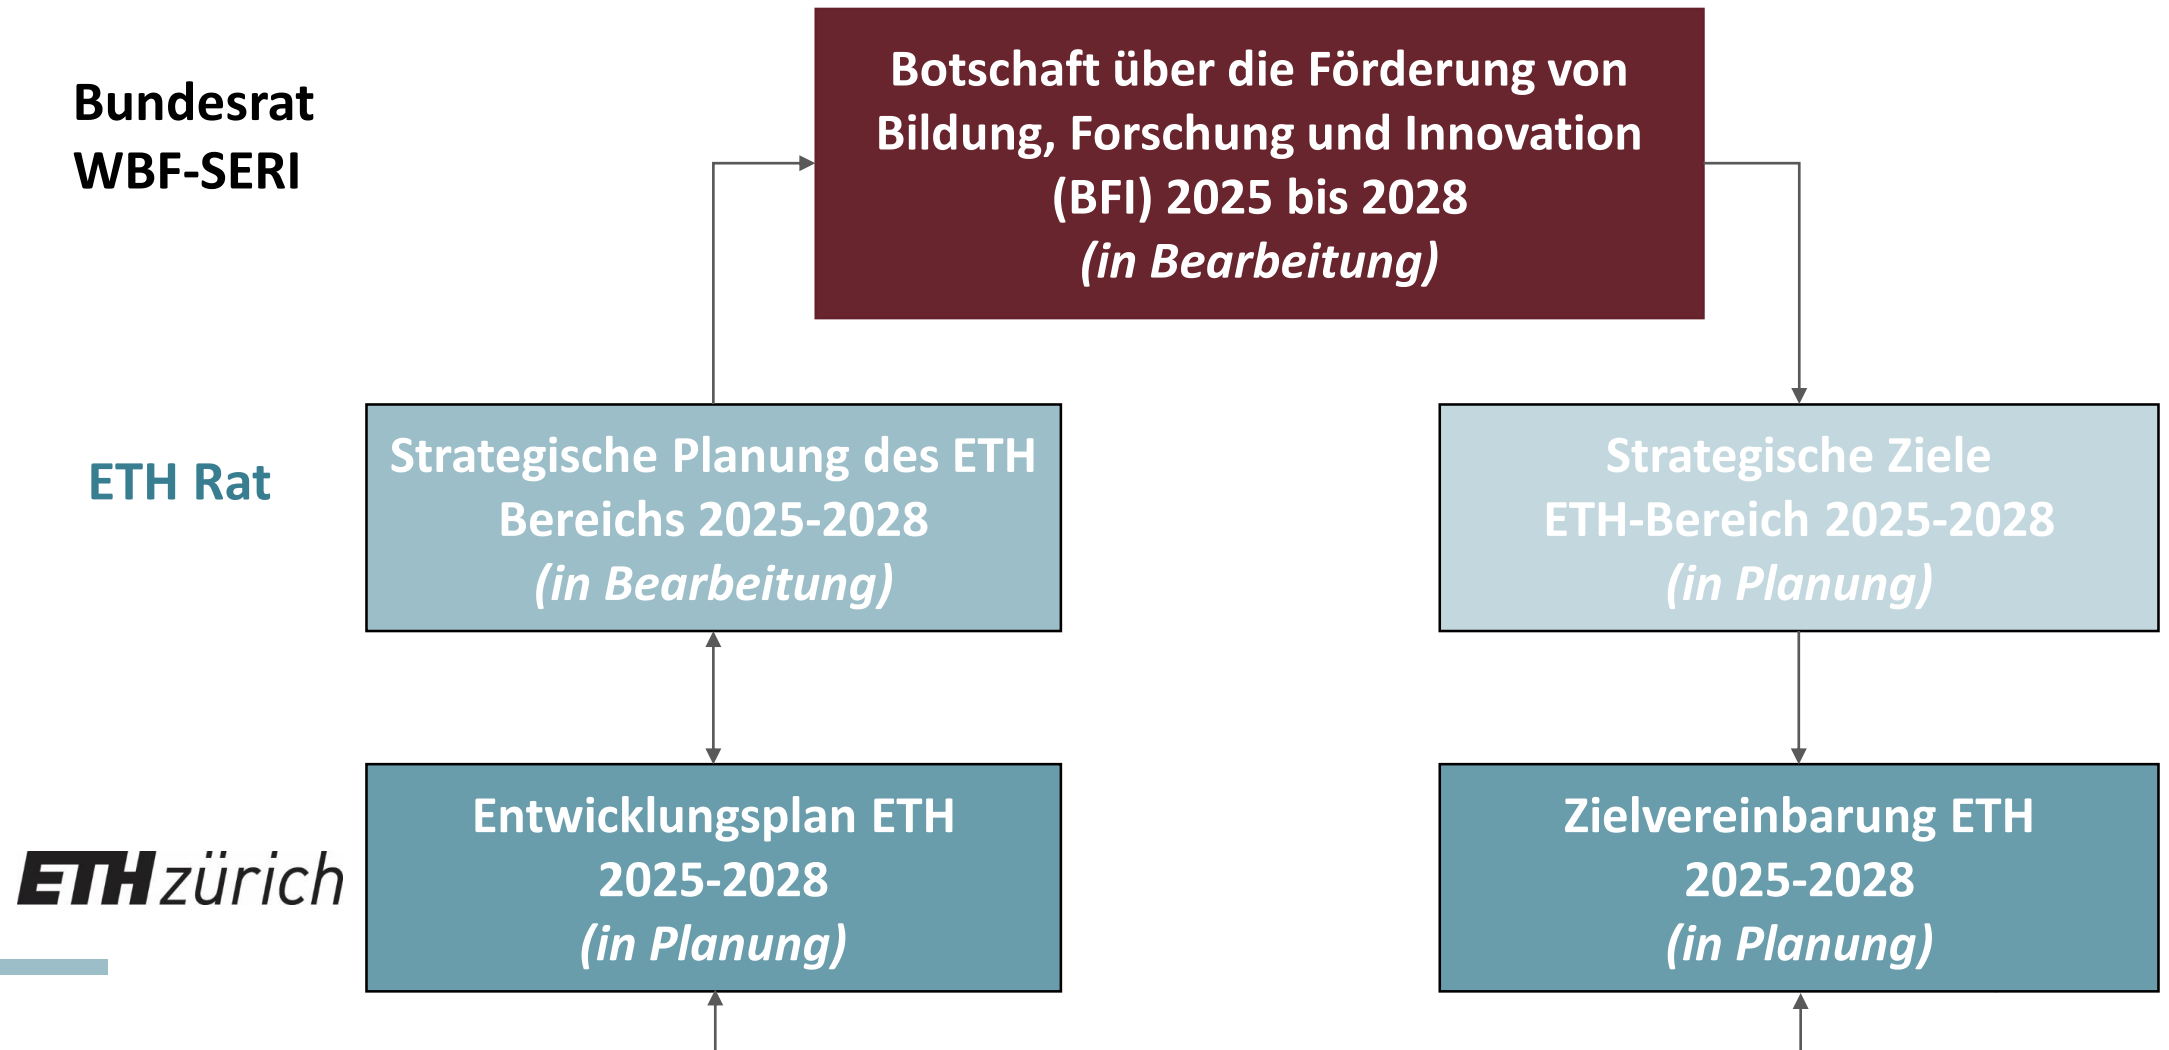 Bundesrat
WBF-SERI
Botschaft über die Förderung von
Bildung, Forschung und Innovation
(BFI) 2025 bis 2028
(in Bearbeitung)
ETH Rat
Strategische Planung des ETH
Bereichs 2025-2028
(in Bearbeitung)
Strategische Ziele
ETH-Bereich 2025-2028
(in Planung)
ETH zürich
Entwicklungsplan ETH
2025-2028
(in Planung)
Zielvereinbarung ETH
2025-2028
(in Planung)